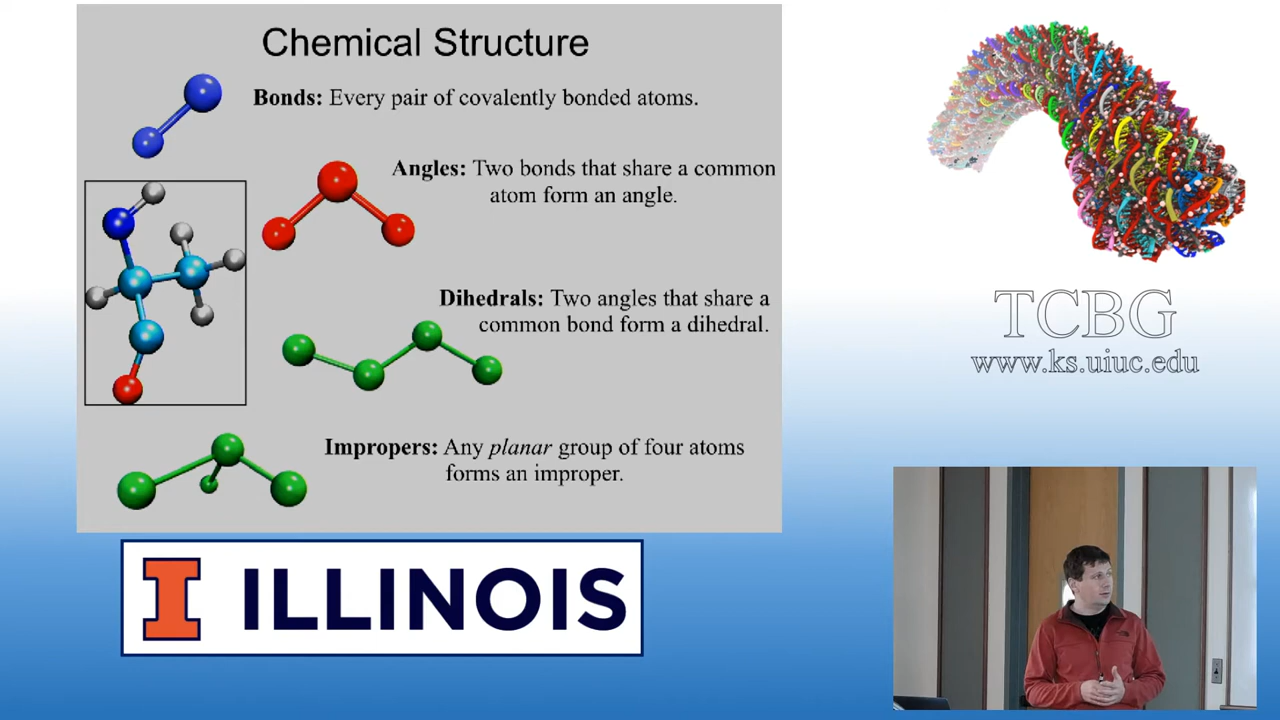 Chemical Structure
Bonds: Every pair of covalently bonded atoms.
Angles: Two bonds that share a common
atom form an angle.
Dihedrals: Two angles that share a
common bond form a dihedral.
Impropers: Any planar group of four atoms
forms an improper.
I ILLINOIS
TCBG
www.ks.uiuc.edu